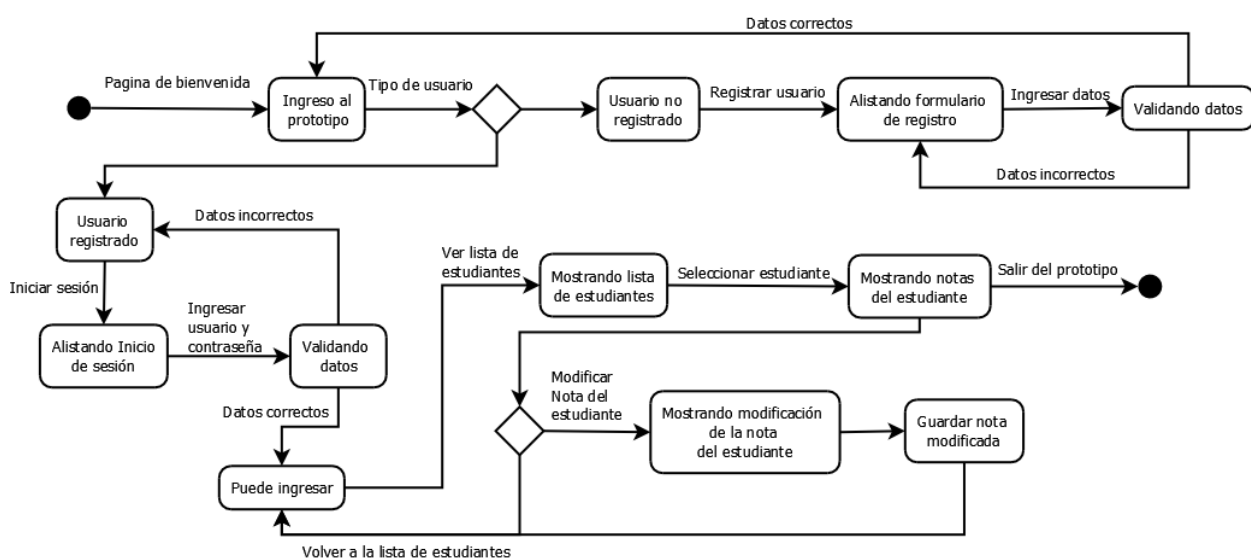 Datos correctos
Pagina de bienvenida
Ingreso al
prototipo
Tipo de usuario
Usuario no
registrado
Registrar usuario
Alistando formulario
de registro
Ingresar datos
Validando datos
Datos incorrectos
Usuario
registrado
Datos incorrectos
Iniciar sesión
Alistando Inicio
de sesión
Ingresar
usuario y
contraseña
Validando
datos
Datos correctos
Puede ingresar
Ver lista de
estudiantes
Mostrando lista
de estudiantes
Seleccionar estudiante
Mostrando notas
del estudiante
Salir del prototipo
Modificar
Nota del
estudiante
Mostrando modificación
de la nota
del estudiante
Guardar nota
modificada
Volver a la lista de estudiantes